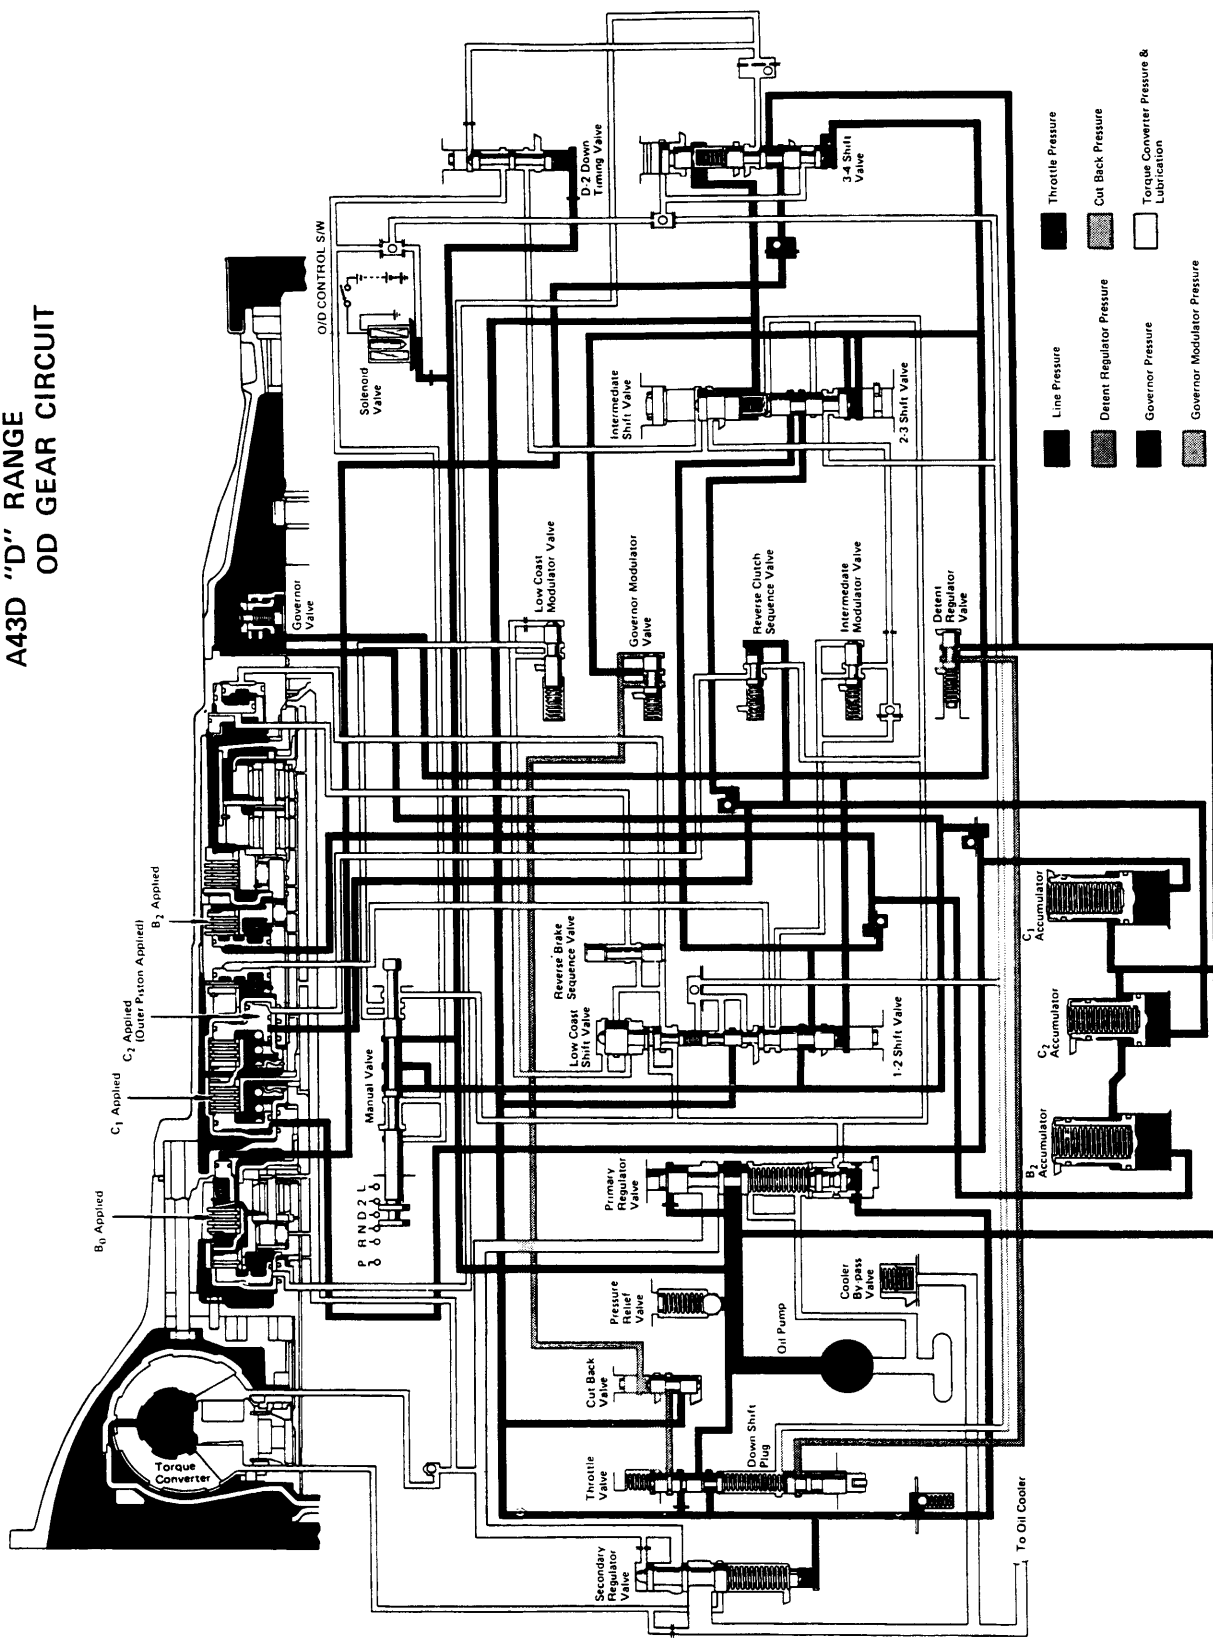 A43D "D" RANGE
OD GEAR CIRCUIT
Torque
Converter
B0 Applied
C1 Applied
C2 Applied
(Outer Piston Applied)
B2 Applied
Governor
Valve
O/D CONTROL S/W
Solenoid
Valve
D-2 Down
Timing Valve
3-4 Shift
Valve
Intermediate
Shift Valve
2-3 Shift Valve
Low Coast
Modulator Valve
Governor Modulator
Valve
Reverse Clutch
Sequence Valve
Intermediate
Modulator Valve
Detent
Regulator
Valve
Manual Valve
P R N D 2 L
Reverse Brake
Sequence Valve
Low Coast
Shift Valve
1-2 Shift Valve
Primary
Regulator
Valve
Pressure
Relief
Valve
Oil Pump
Cooler
By-pass
Valve
Cut Back
Valve
Throttle
Valve
Down Shift
Plug
Secondary
Regulator
Valve
To Oil Cooler
C1
Accumulator
C2
Accumulator
B2
Accumulator
Line Pressure
Detent Regulator Pressure
Governor Pressure
Governor Modulator Pressure
Throttle Pressure
Cut Back Pressure
Torque Converter Pressure &
Lubrication